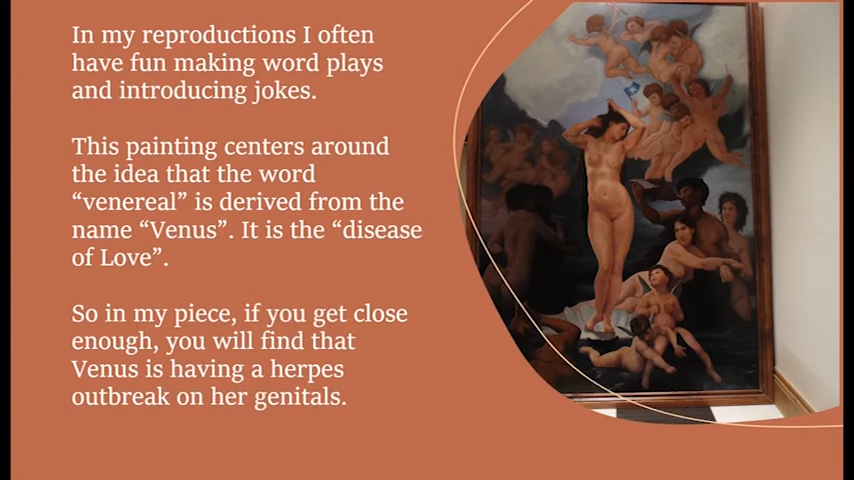 In my reproductions I often
have fun making word plays
and introducing jokes.
This painting centers around
the idea that the word
“venereal” is derived from the
name “Venus”. It is the “disease
of Love”.
So in my piece, if you get close
enough, you will find that
Venus is having a herpes
outbreak on her genitals.